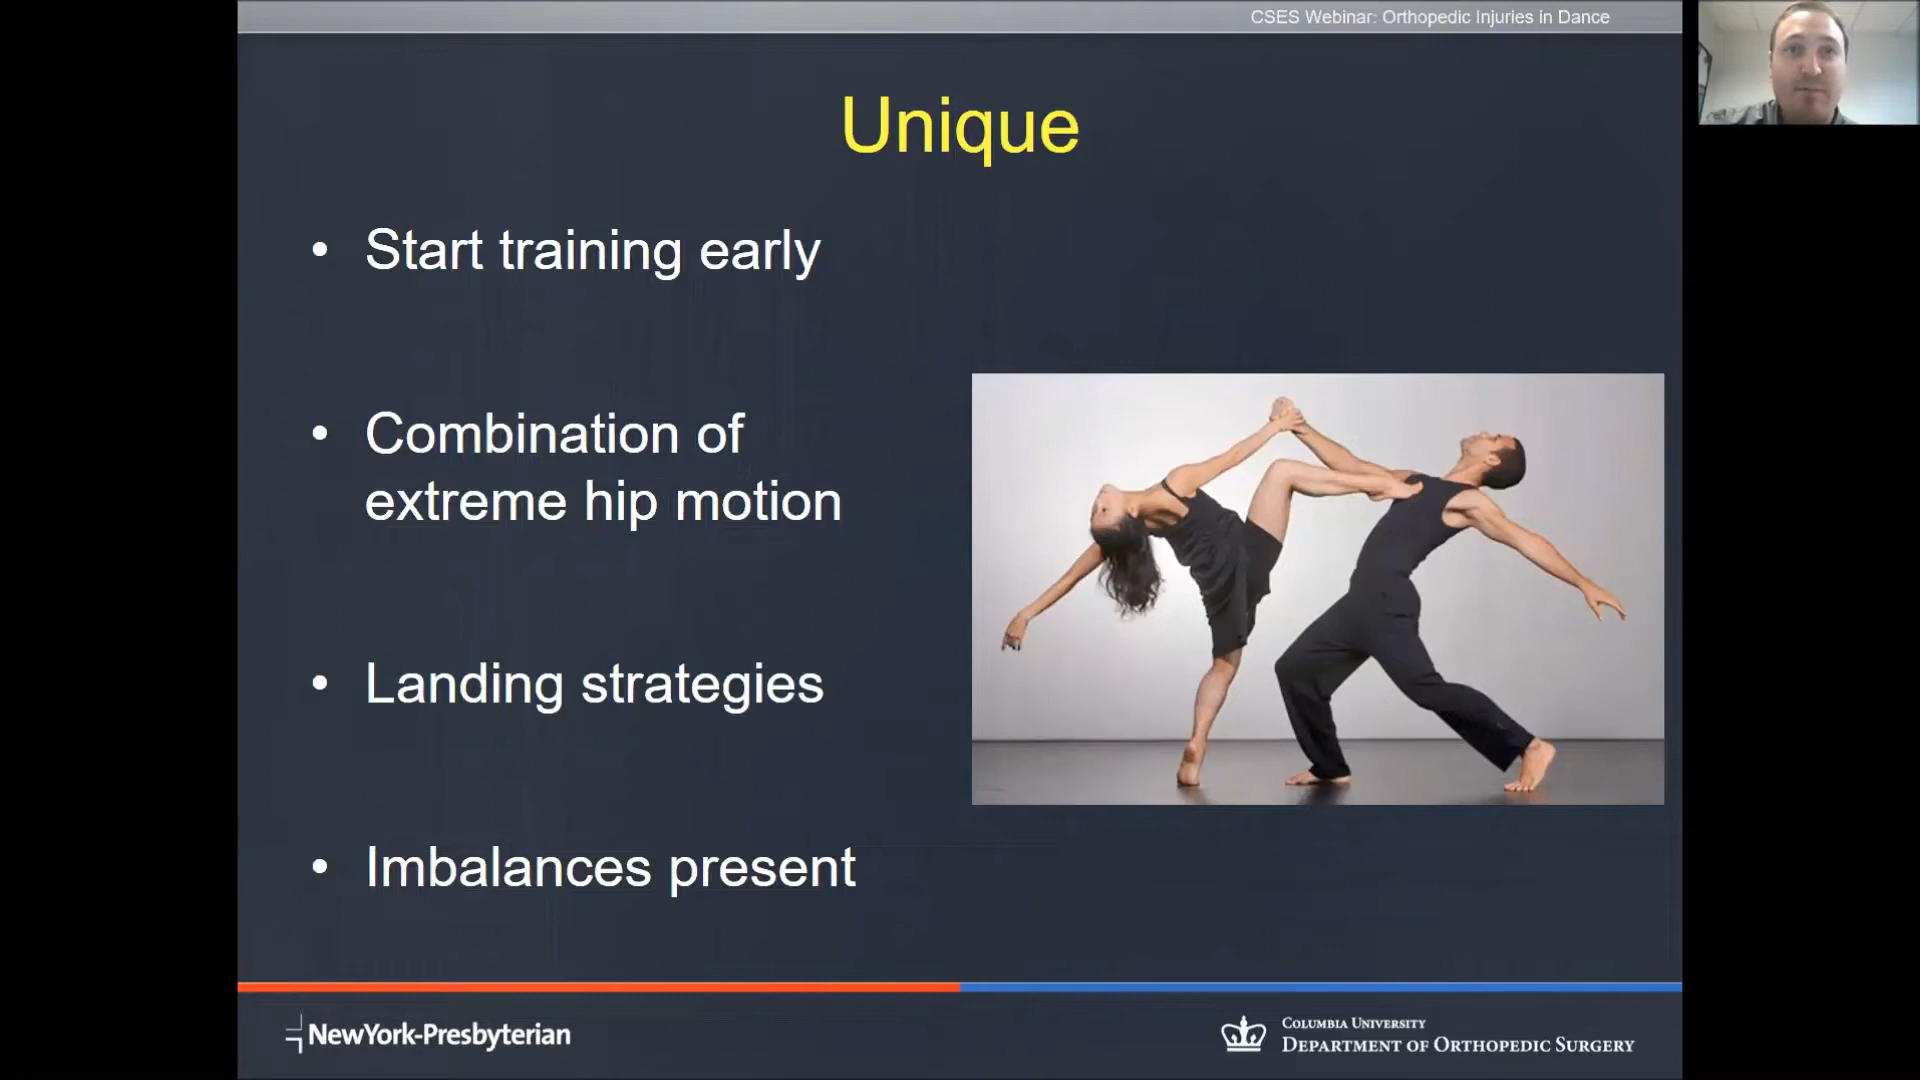 CSES Webinar: Orthopedic Injuries in Dance
Unique
• Start training early
• Combination of
extreme hip motion
• Landing strategies
• Imbalances present
NewYork-Presbyterian
COLUMBIA UNIVERSITY
DEPARTMENT OF ORTHOPEDIC SURGERY